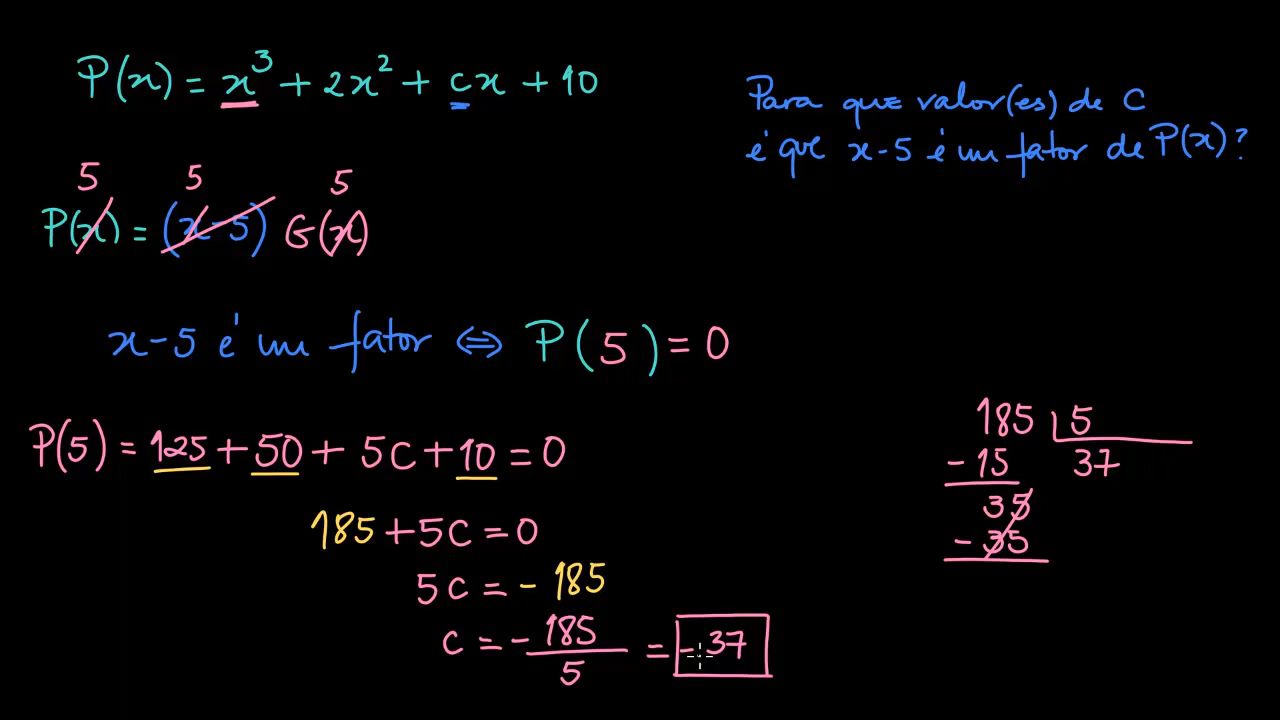 P(x) = x³ + 2x² + cx + 10
Para que valor(es) de C
é que x-5 é um fator de P(x)?
5 5 5
P(x) = (x-5) G(x)
x-5 é um fator ⇔ P(5) = 0
P(5) = 125 + 50 + 5C + 10 = 0
185 + 5C = 0
5C = - 185
C = - 185/5 = -37
185 | 5
- 15 37
35
- 35